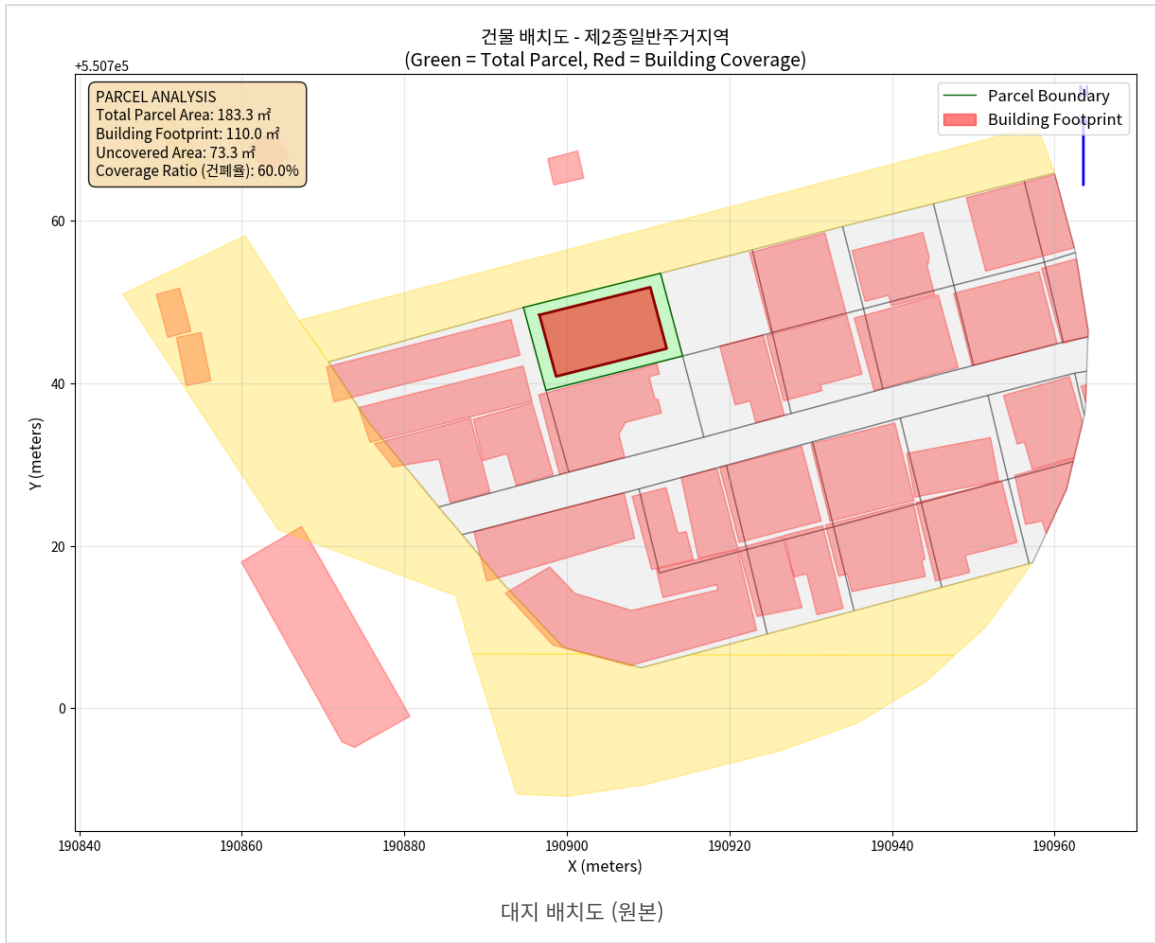 건물 배치도 - 제2종일반주거지역
(Green = Total Parcel, Red = Building Coverage)
+5.507e5
PARCEL ANALYSIS
Total Parcel Area: 183.3 ㎡
Building Footprint: 110.0 ㎡
Uncovered Area: 73.3 ㎡
Coverage Ratio (건폐율): 60.0%
Parcel Boundary
Building Footprint
60
40
20
0
Y (meters)
190840
190860
190880
190900
190920
190940
190960
X (meters)
대지 배치도 (원본)